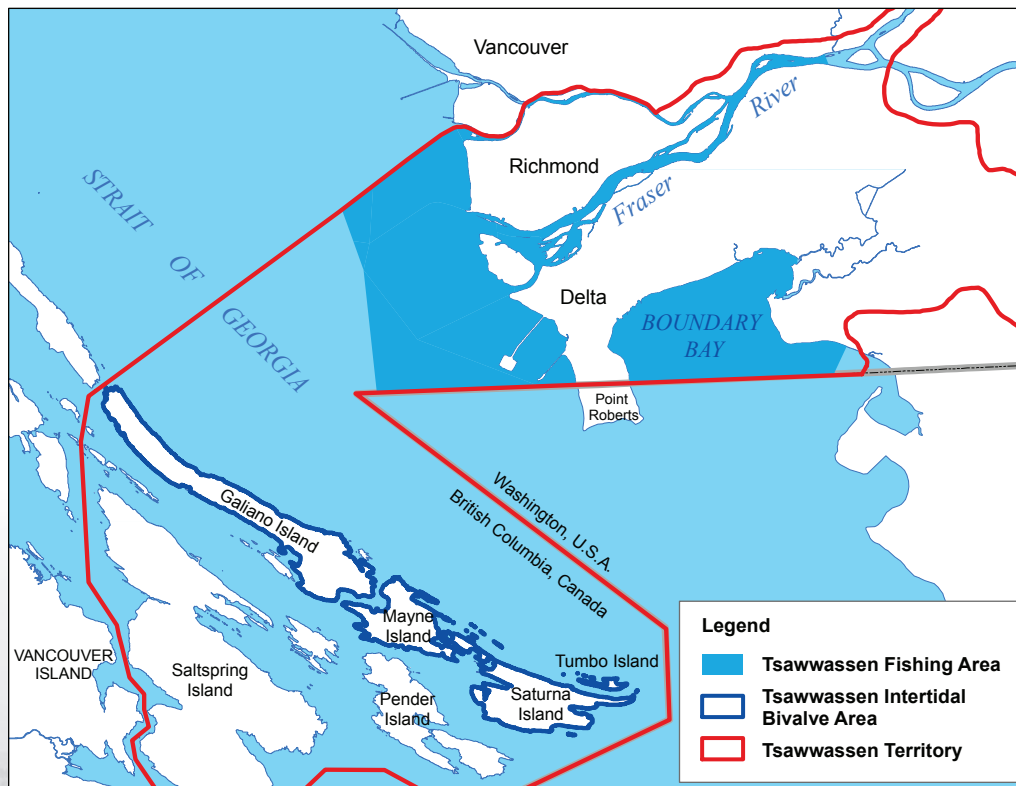 Vancouver
River
Richmond
Fraser
STRAIT
OF
GEORGIA
Delta
BOUNDARY
BAY
Point
Roberts
Washington, U.S.A.
British Columbia, Canada
Galiano Island
Mayne
Island
VANCOUVER
ISLAND
Saltspring
Island
Pender
Island
Tumbo Island
Saturna
Island
Legend
Tsawwassen Fishing Area
Tsawwassen Intertidal
Bivalve Area
Tsawwassen Territory